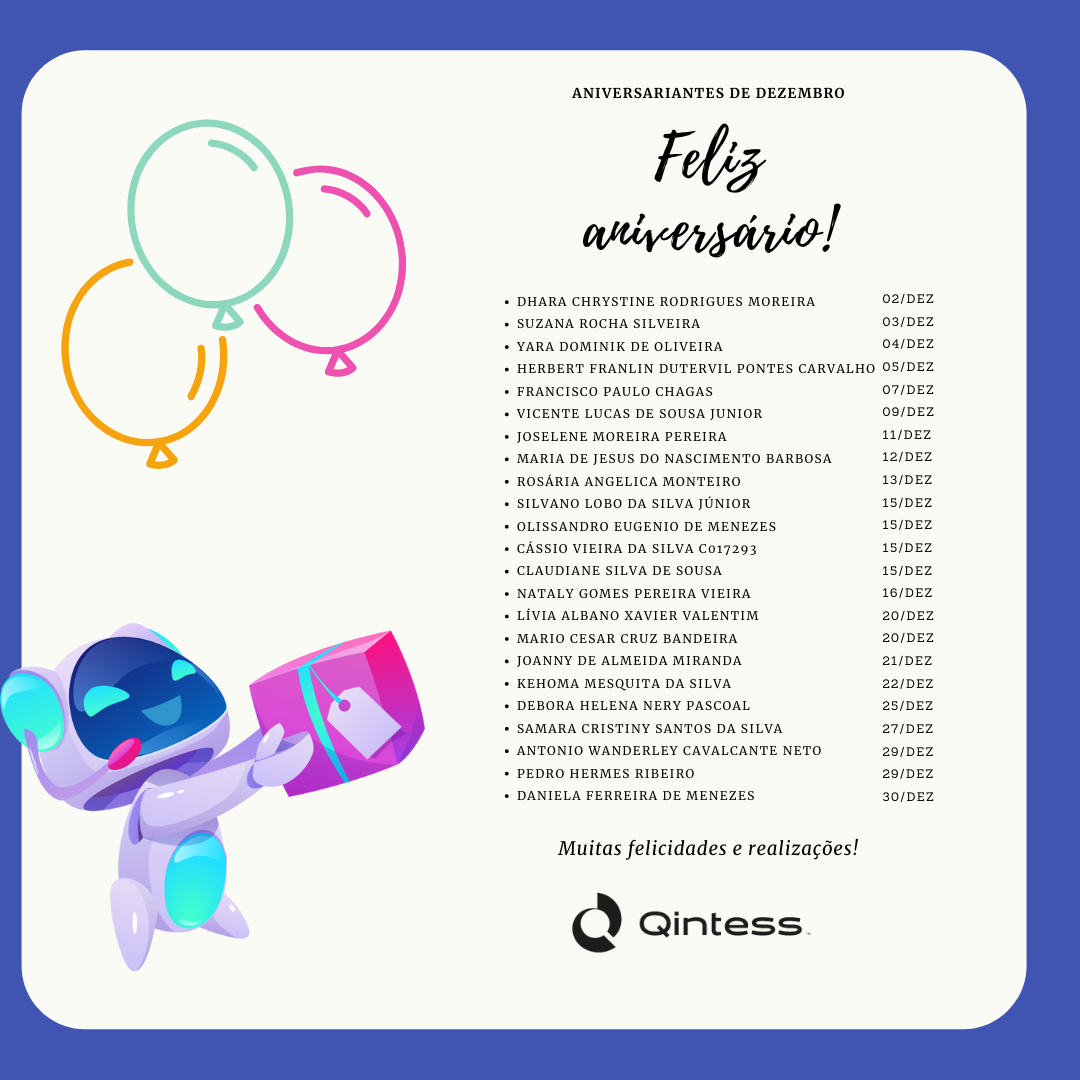 ANIVERSARIANTES DE DEZEMBRO
Feliz
aniversário!
• DHARA CHRYSTINE RODRIGUES MOREIRA 02/DEZ
• SUZANA ROCHA SILVEIRA 03/DEZ
• YARA DOMINIK DE OLIVEIRA 04/DEZ
• HERBERT FRANLIN DUTERVIL PONTES CARVALHO 05/DEZ
• FRANCISCO PAULO CHAGAS 07/DEZ
• VICENTE LUCAS DE SOUSA JUNIOR 09/DEZ
• JOSELENE MOREIRA PEREIRA 11/DEZ
• MARIA DE JESUS DO NASCIMENTO BARBOSA 12/DEZ
• ROSÁRIA ANGELICA MONTEIRO 13/DEZ
• SILVANO LOBO DA SILVA JÚNIOR 15/DEZ
• OLISSANDRO EUGENIO DE MENEZES 15/DEZ
• CÁSSIO VIEIRA DA SILVA C017293 15/DEZ
• CLAUDIANE SILVA DE SOUSA 15/DEZ
• NATALY GOMES PEREIRA VIEIRA 16/DEZ
• LÍVIA ALBANO XAVIER VALENTIM 20/DEZ
• MARIO CESAR CRUZ BANDEIRA 20/DEZ
• JOANNY DE ALMEIDA MIRANDA 21/DEZ
• KEHOMA MESQUITA DA SILVA 22/DEZ
• DEBORA HELENA NERY PASCOAL 25/DEZ
• SAMARA CRISTINY SANTOS DA SILVA 27/DEZ
• ANTONIO WANDERLEY CAVALCANTE NETO 29/DEZ
• PEDRO HERMES RIBEIRO 29/DEZ
• DANIELA FERREIRA DE MENEZES 30/DEZ
Muitas felicidades e realizações!
Qintess